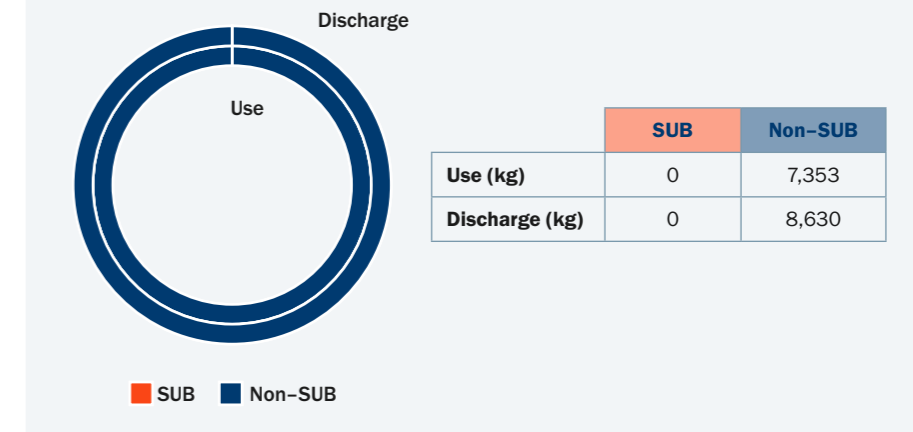 Discharge
Use
SUB Non–SUB
Use (kg) 0 7,353
Discharge (kg) 0 8,630
SUB Non–SUB